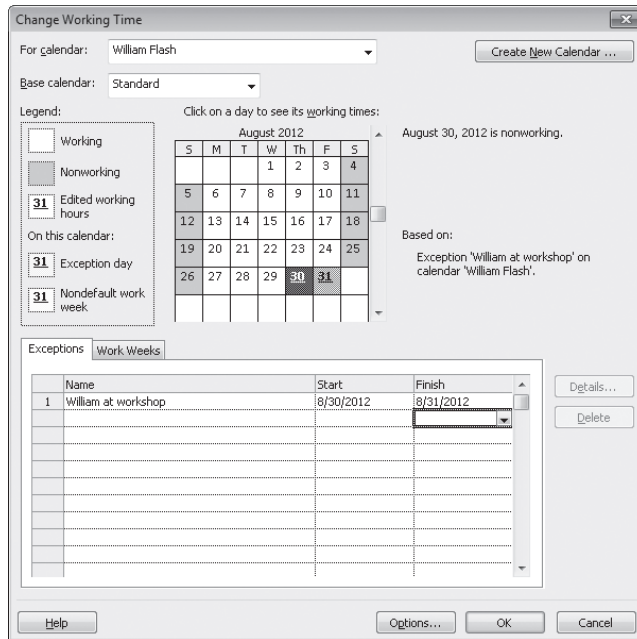 Change Working Time
For calendar: William Flash
Create New Calendar ...
Base calendar: Standard
Legend:
Working
Nonworking
31 Edited working hours
On this calendar:
31 Exception day
31 Nondefault work week
Click on a day to see its working times:
August 2012
S M T W Th F S
1 2 3 4
5 6 7 8 9 10 11
12 13 14 15 16 17 18
19 20 21 22 23 24 25
26 27 28 29 30 31
August 30, 2012 is nonworking.
Based on:
Exception 'William at workshop' on
calendar 'William Flash'.
Exceptions Work Weeks
Name Start Finish
1 William at workshop 8/30/2012 8/31/2012
Details...
Delete
Help
Options...
OK
Cancel